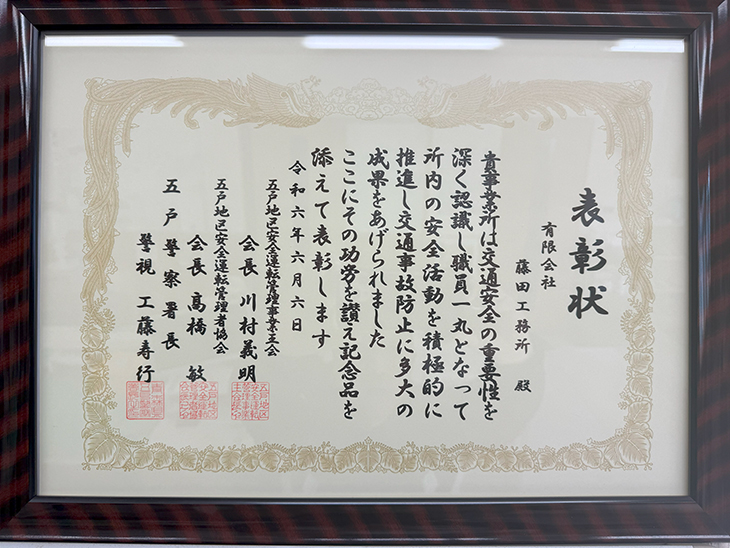 表彰状
有限会社
藤田工務所 殿
貴事業所は交通安全の重要性を
深く認識し職員一丸となって
所内の安全活動を積極的に
推進し交通事故防止に多大の
成果をあげられました
ここにその功労を讃え記念品を
添えて表彰します
令和六年六月六日
五戸地区安全運転管理事業主会
会長 川村義明
五戸地区安全運転管理者協会
会長 髙橋敏
五戸警察署長
警視 工藤寿行